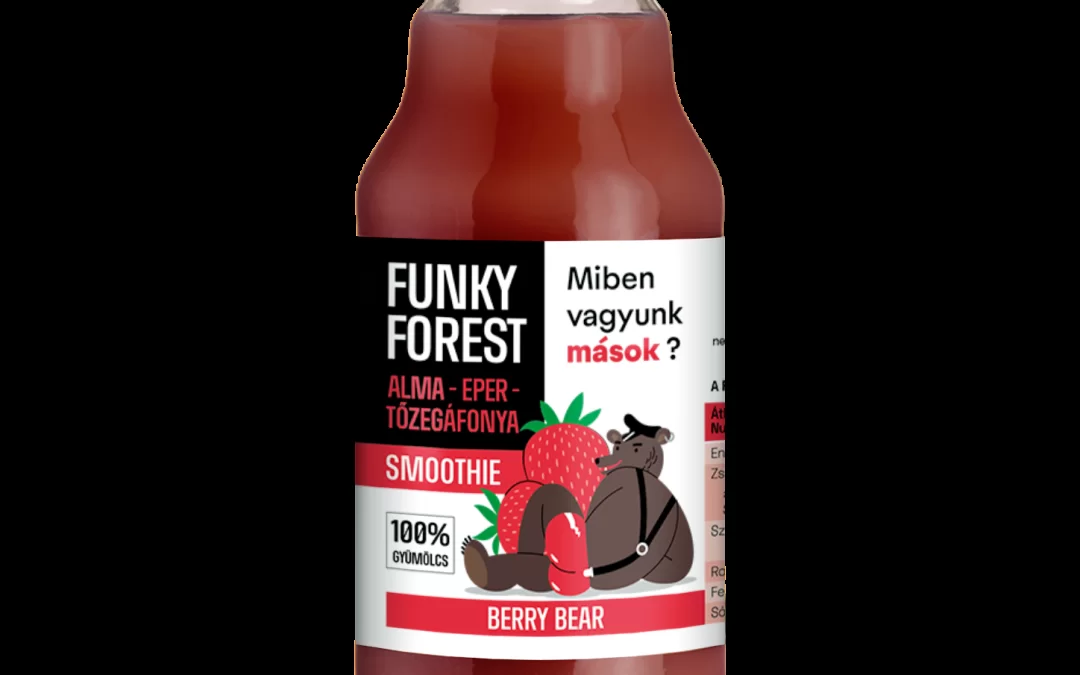 FUNKY
FOREST
ALMA - EPER -
TŐZEGÁFONYA
SMOOTHIE
100%
GYÜMÖLCS
BERRY BEAR
Miben
vagyunk
mások ?